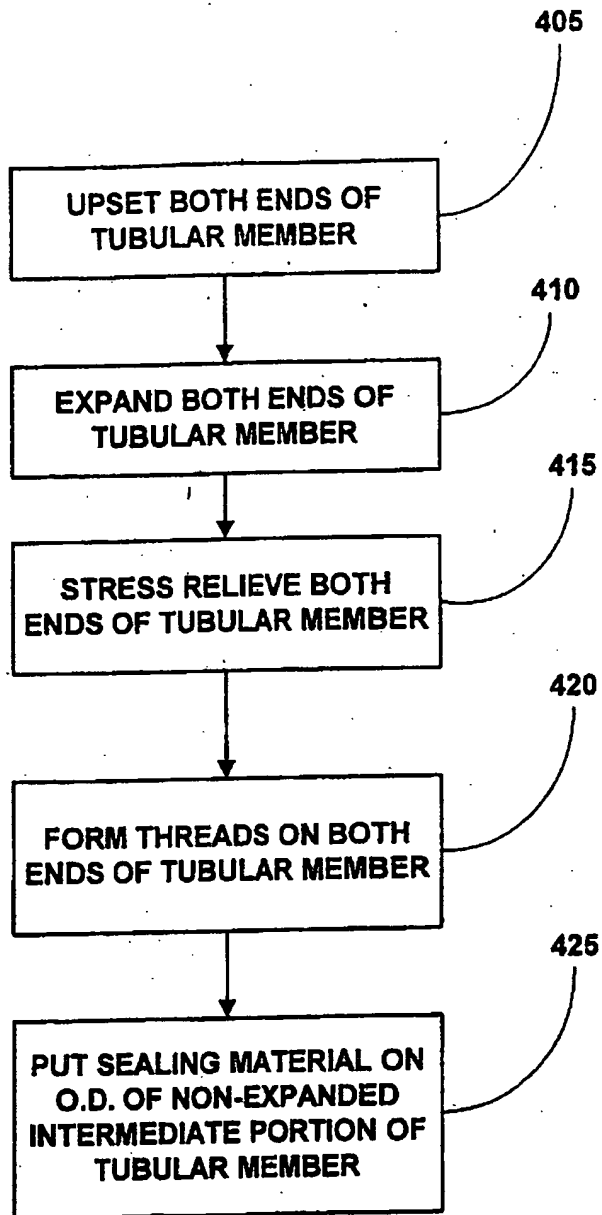 405
UPSET BOTH ENDS OF
TUBULAR MEMBER
410
EXPAND BOTH ENDS OF
TUBULAR MEMBER
415
STRESS RELIEVE BOTH
ENDS OF TUBULAR MEMBER
420
FORM THREADS ON BOTH
ENDS OF TUBULAR MEMBER
425
PUT SEALING MATERIAL ON
O.D. OF NON-EXPANDED
INTERMEDIATE PORTION OF
TUBULAR MEMBER